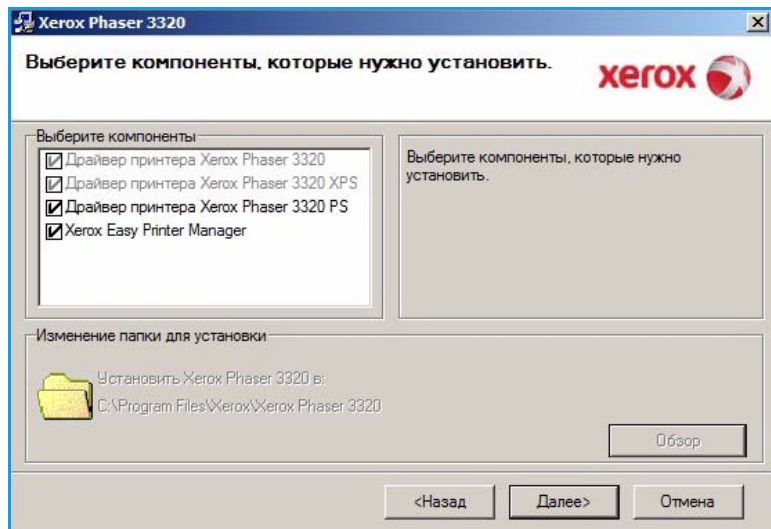 Xerox Phaser 3320
Выберите компоненты, которые нужно установить.
xerox
Выберите компоненты
Драйвер принтера Xerox Phaser 3320
Драйвер принтера Xerox Phaser 3320 XPS
Драйвер принтера Xerox Phaser 3320 PS
Xerox Easy Printer Manager
Выберите компоненты, которые нужно
установить.
Изменение папки для установки
Установить Xerox Phaser 3320 в:
C:\Program Files\Xerox\Xerox Phaser 3320
Обзор
<Назад
Далее>
Отмена